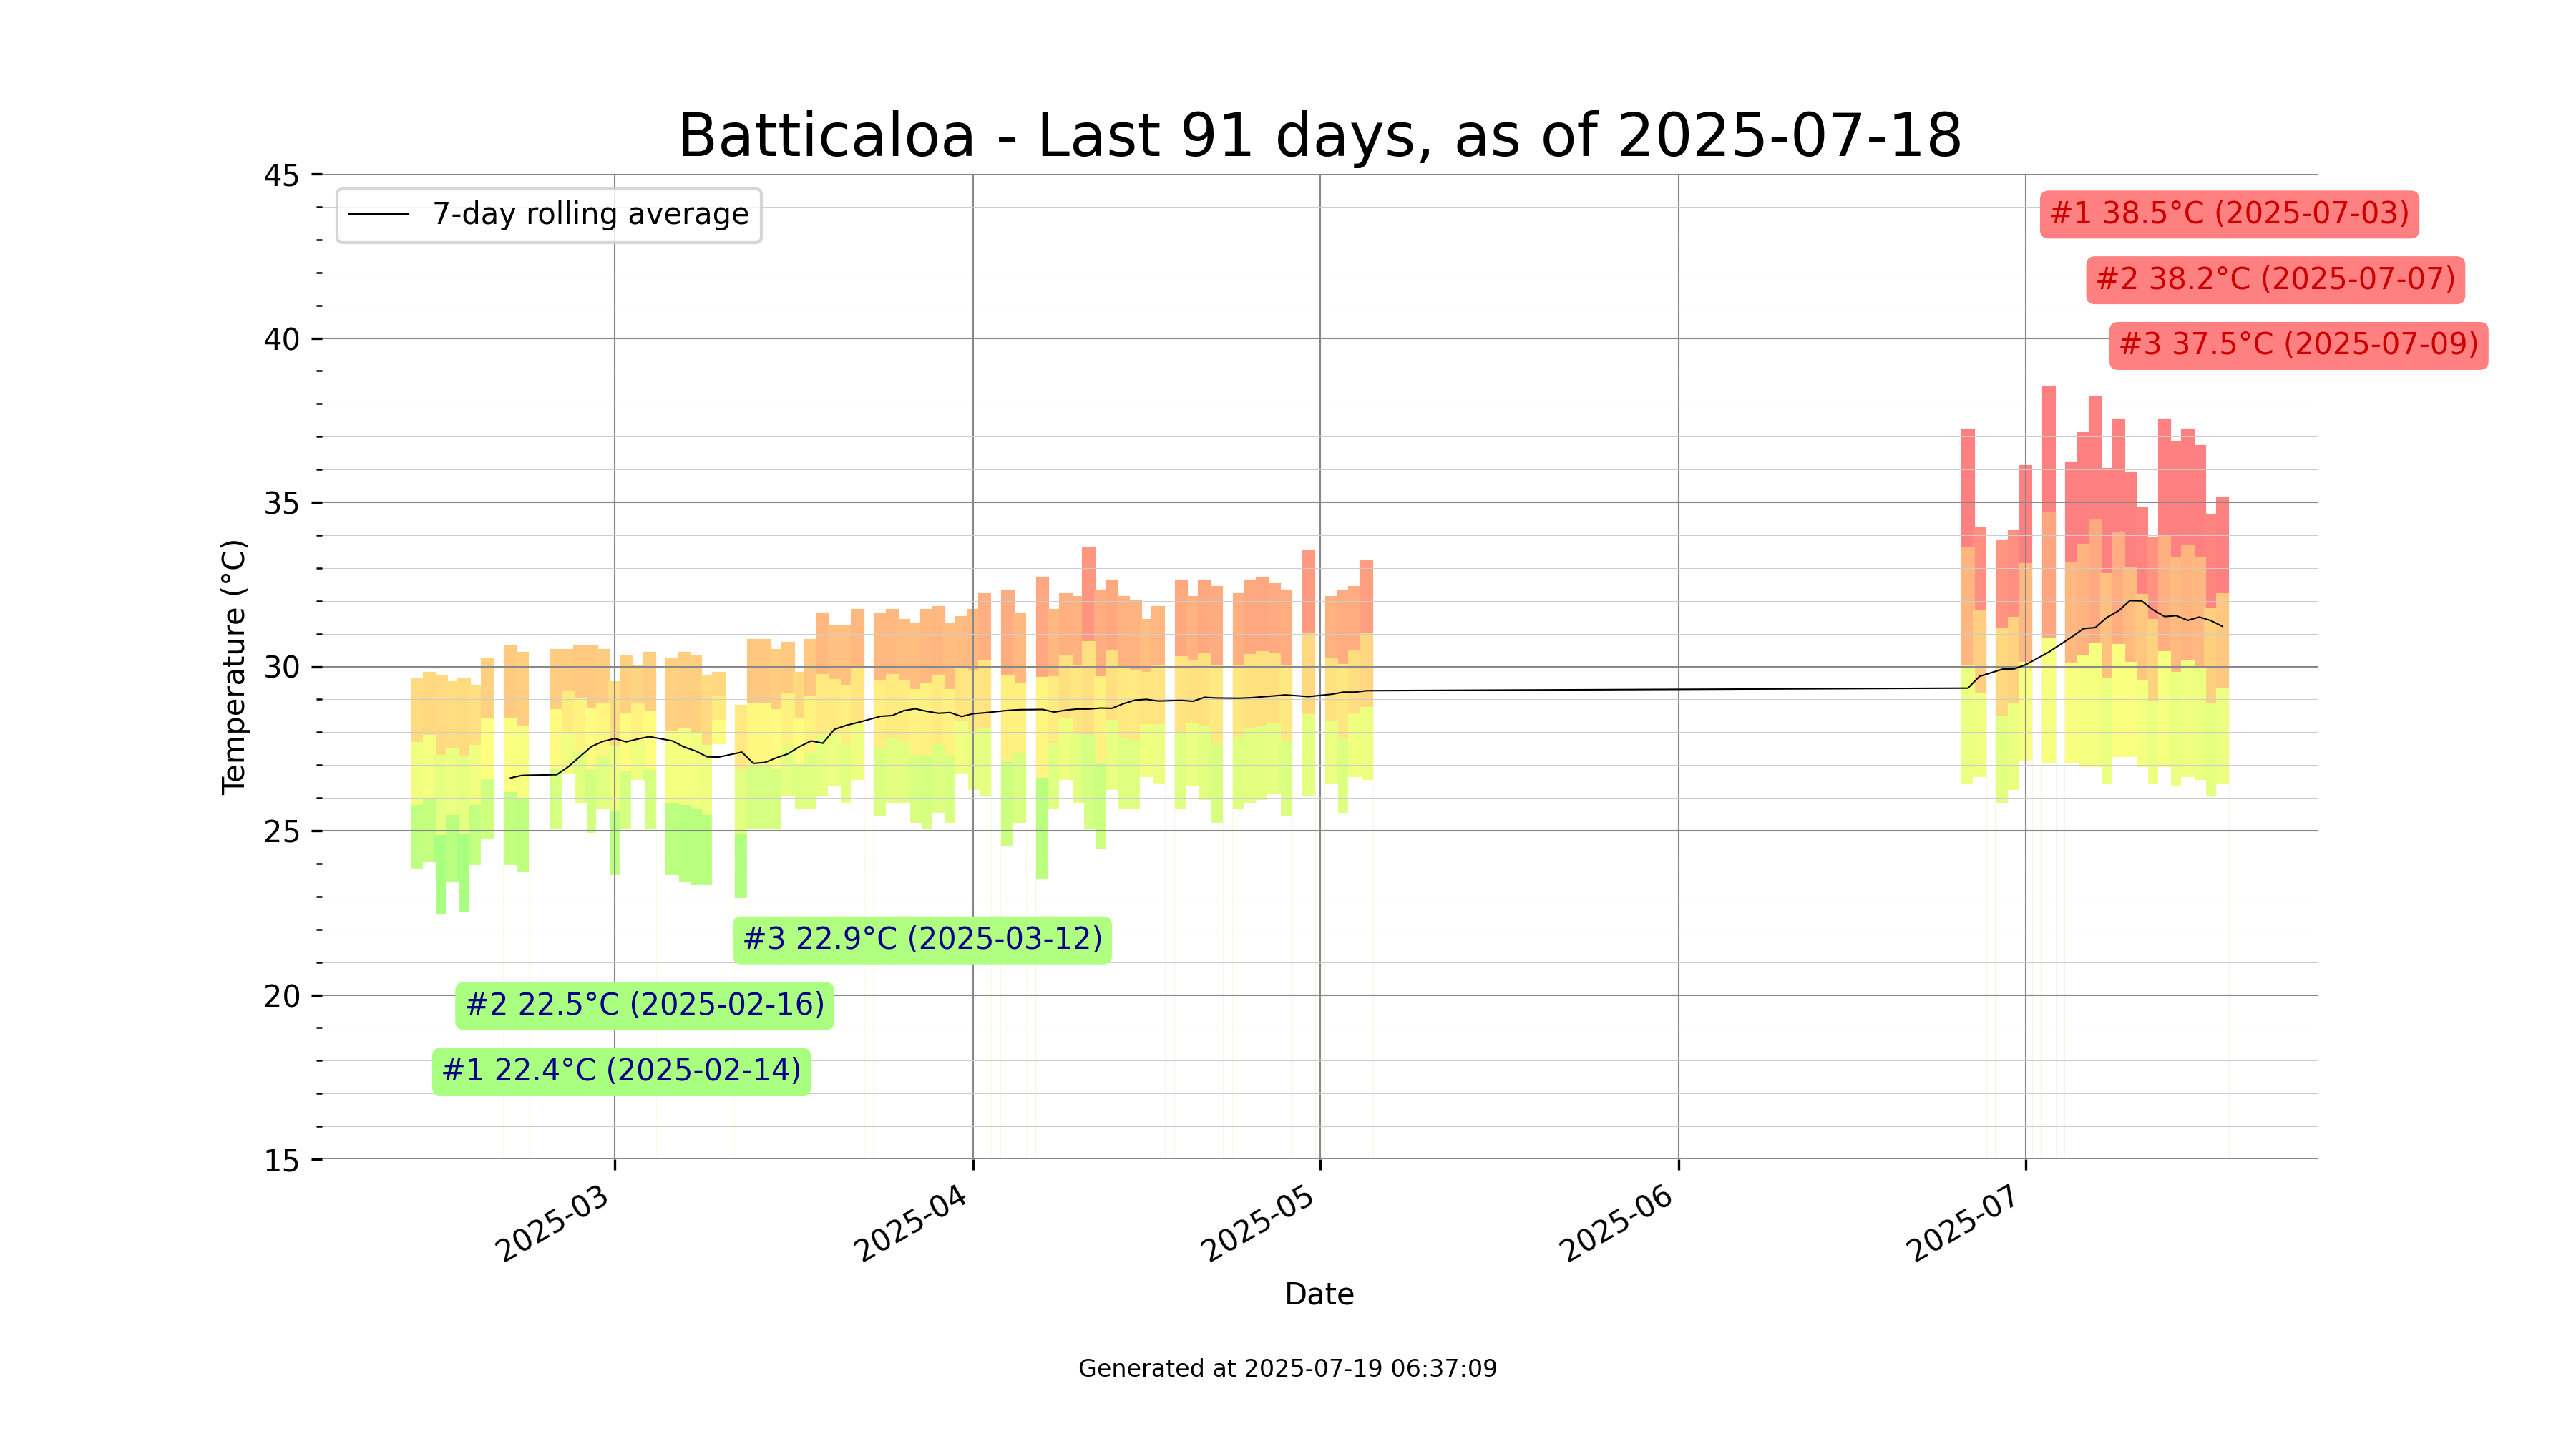 Batticaloa - Last 91 days, as of 2025-07-18
7-day rolling average
#1 38.5°C (2025-07-03)
#2 38.2°C (2025-07-07)
#3 37.5°C (2025-07-09)
45
40
35
30
25
20
15
Temperature (°C)
#3 22.9°C (2025-03-12)
#2 22.5°C (2025-02-16)
#1 22.4°C (2025-02-14)
2025-03
2025-04
2025-05
2025-06
2025-07
Date
Generated at 2025-07-19 06:37:09